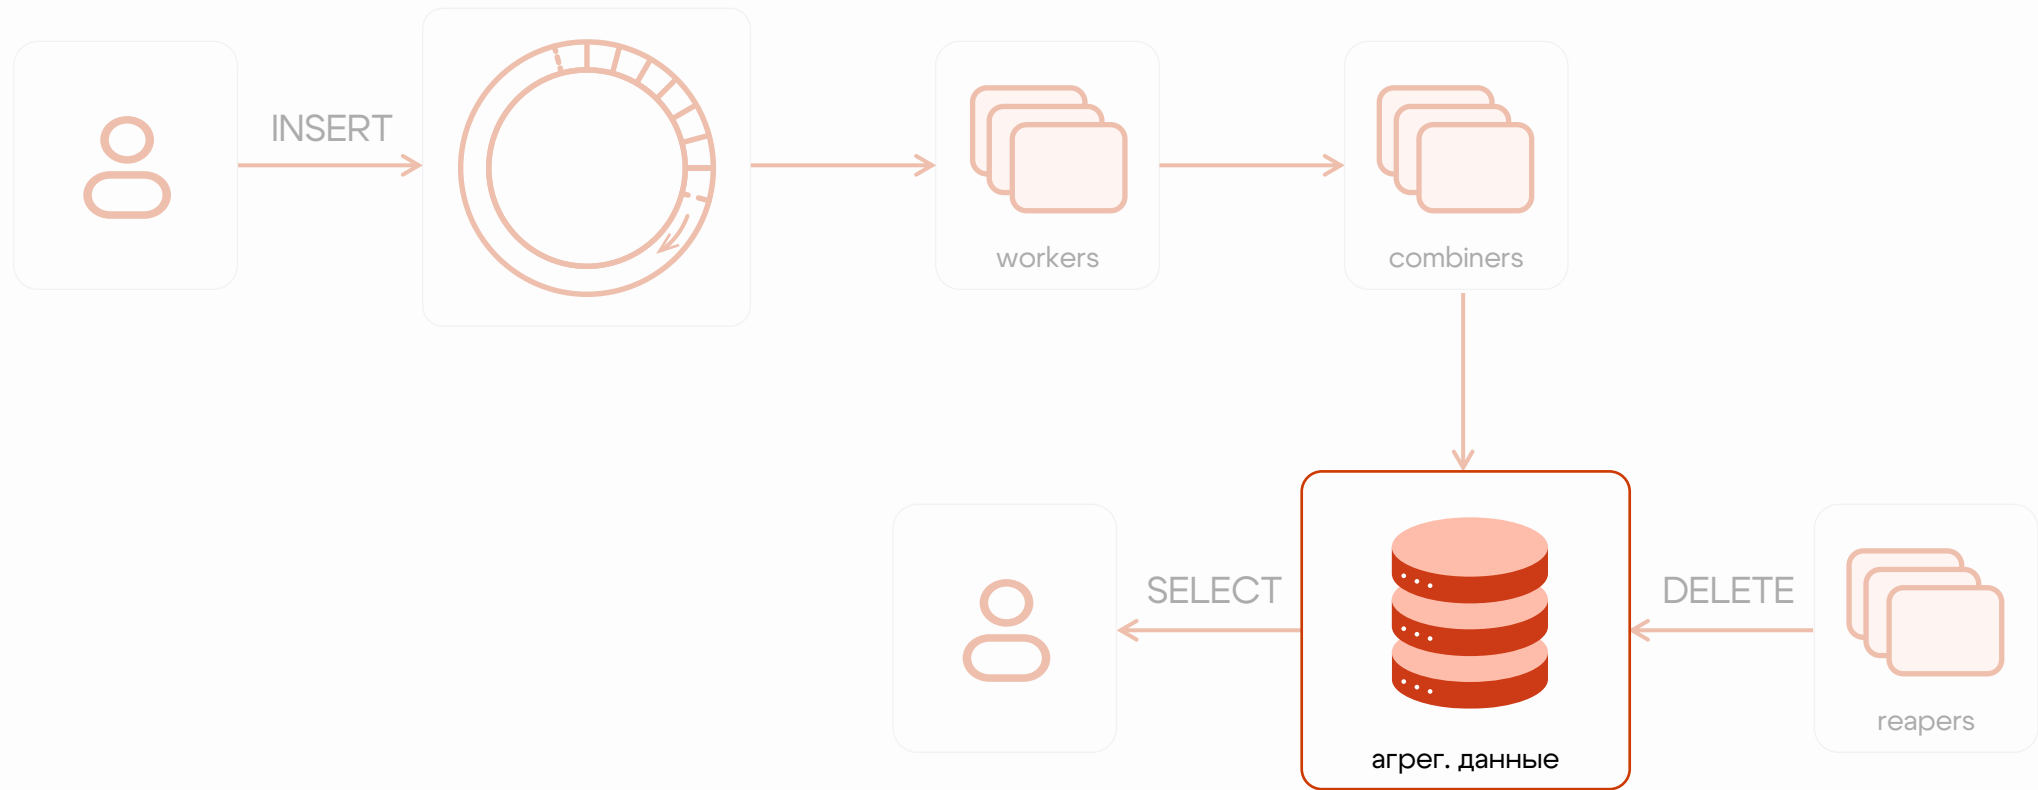 INSERT
workers
combiners
SELECT
DELETE
reapers
агрег. данные